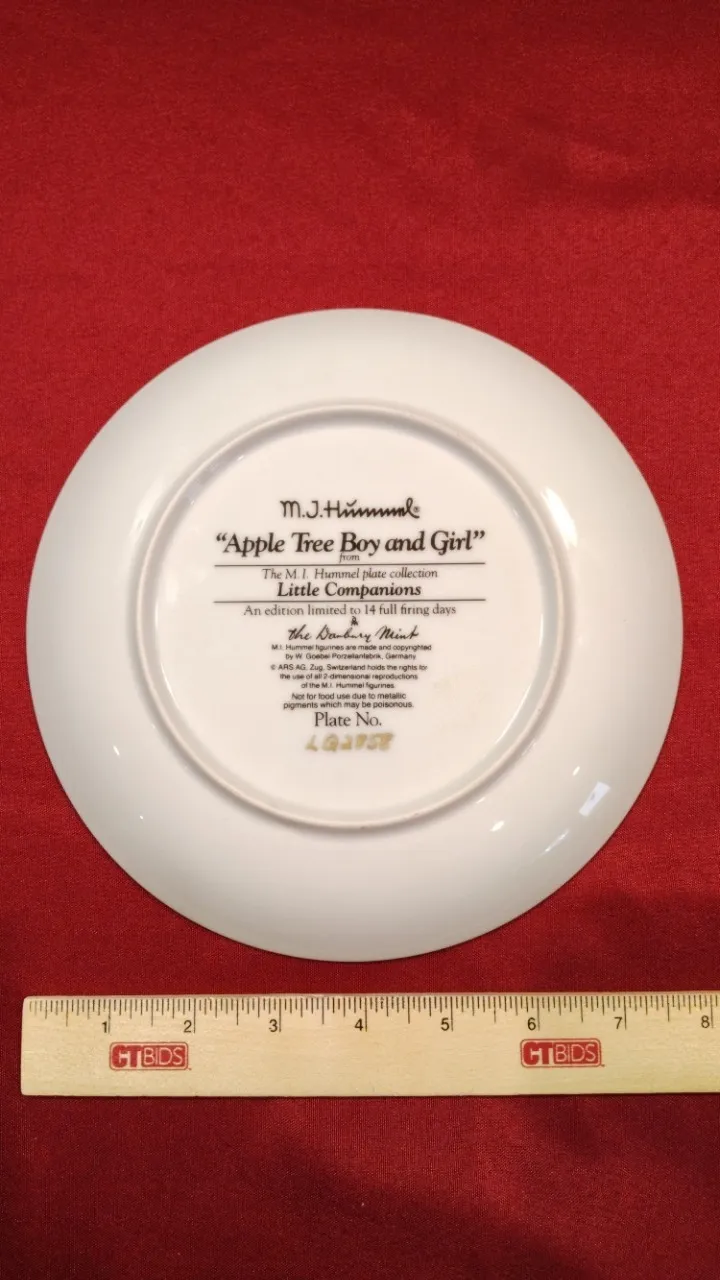 M.J.Hümmel®
"Apple Tree Boy and Girl"
from
The M.I. Hummel plate collection
Little Companions
An edition limited to 14 full firing days
The Danbury Mint
M.I. Hummel figurines are made and copyrighted
by W. Goebel Porzellanfabrik, Germany
© ARS AG, Zug, Switzerland holds the rights for
the use of all 2-dimensional reproductions
of the M.I. Hummel figurines.
Not for food use due to metallic
pigments which may be poisonous.
Plate No.
1 2 3 4 5 6 7 8
CTBIDS CTBIDS